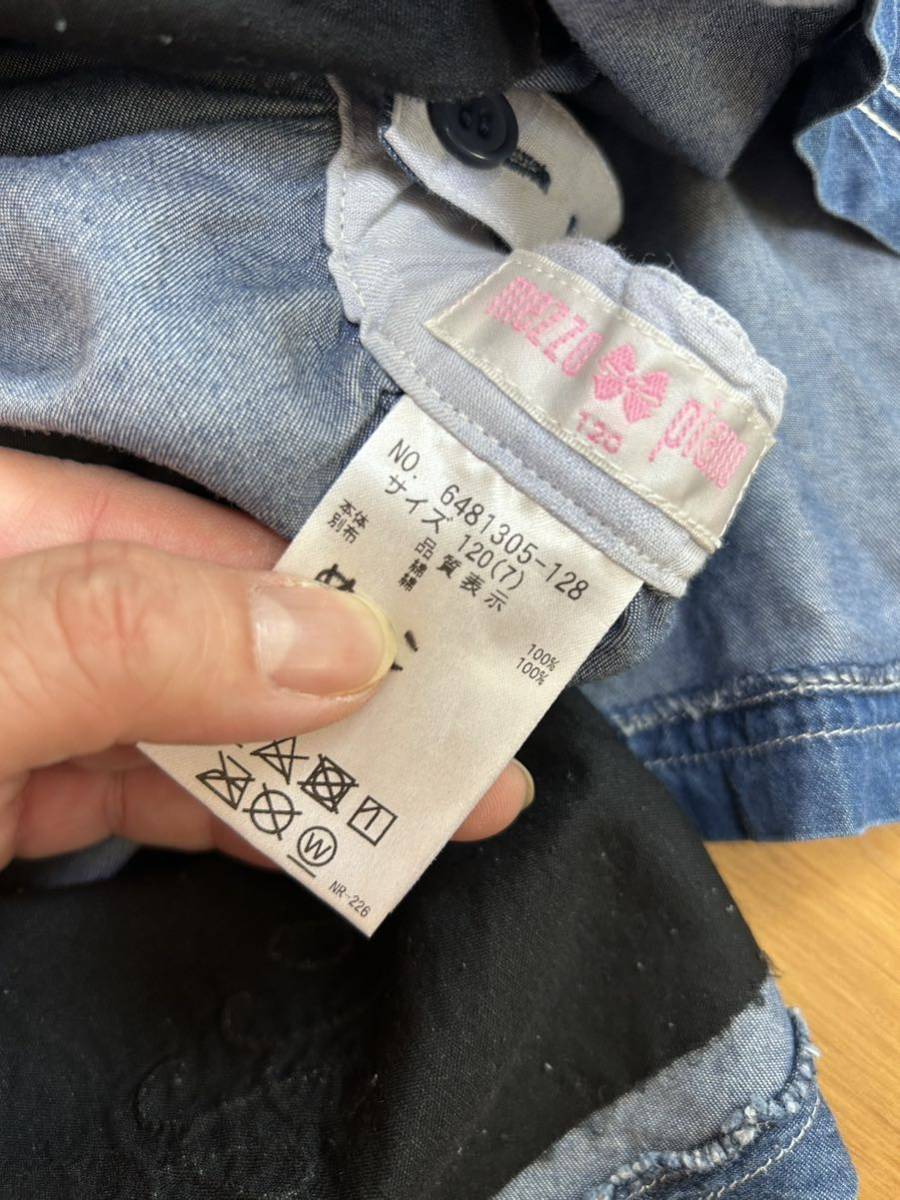 mezzo piano
120
NO. 6481305-128
サイズ 120(7)
品質表示
本体 綿 100%
別布 綿 100%
W
NR-226